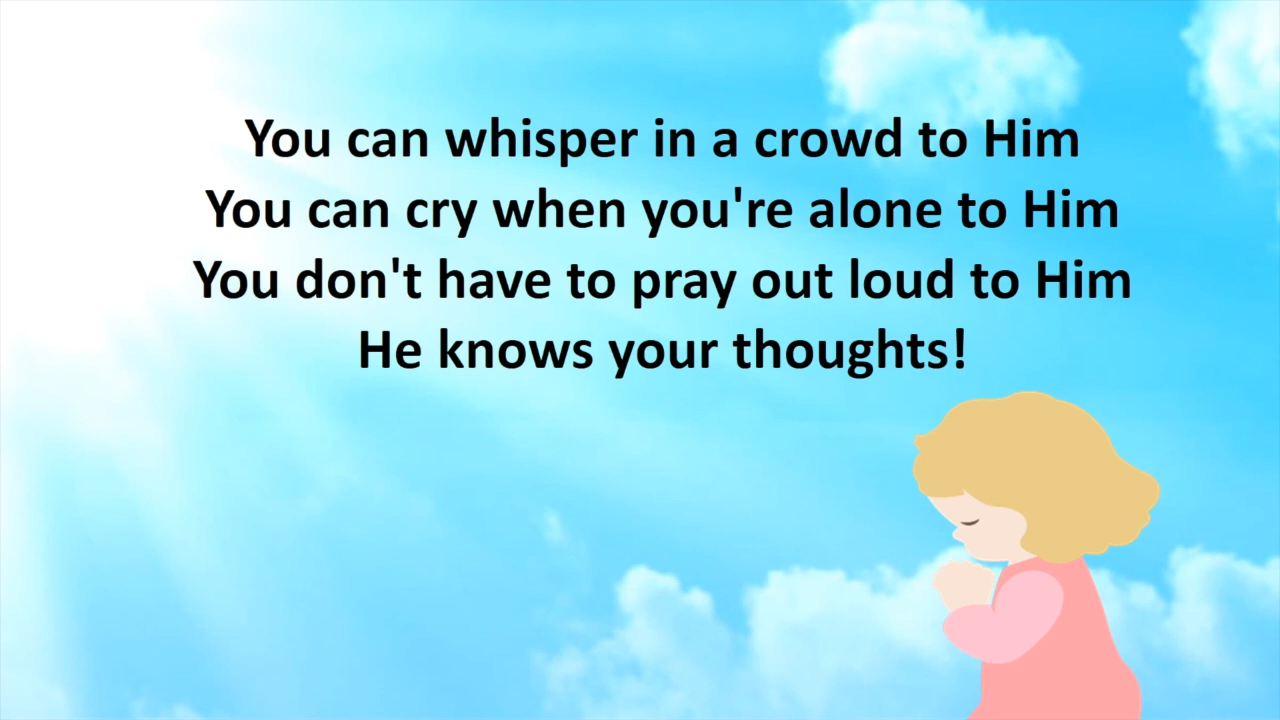 You can whisper in a crowd to Him
You can cry when you're alone to Him
You don't have to pray out loud to Him
He knows your thoughts!